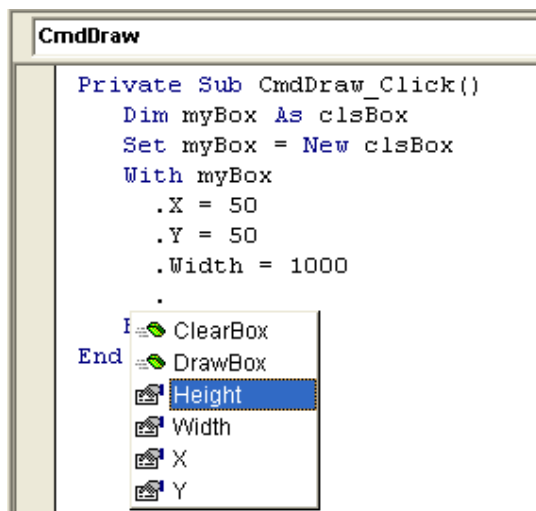 CmdDraw
Private Sub CmdDraw_Click()
Dim myBox As clsBox
Set myBox = New clsBox
With myBox
.X = 50
.Y = 50
.Width = 1000
.
ClearBox
End
DrawBox
Height
Width
X
Y